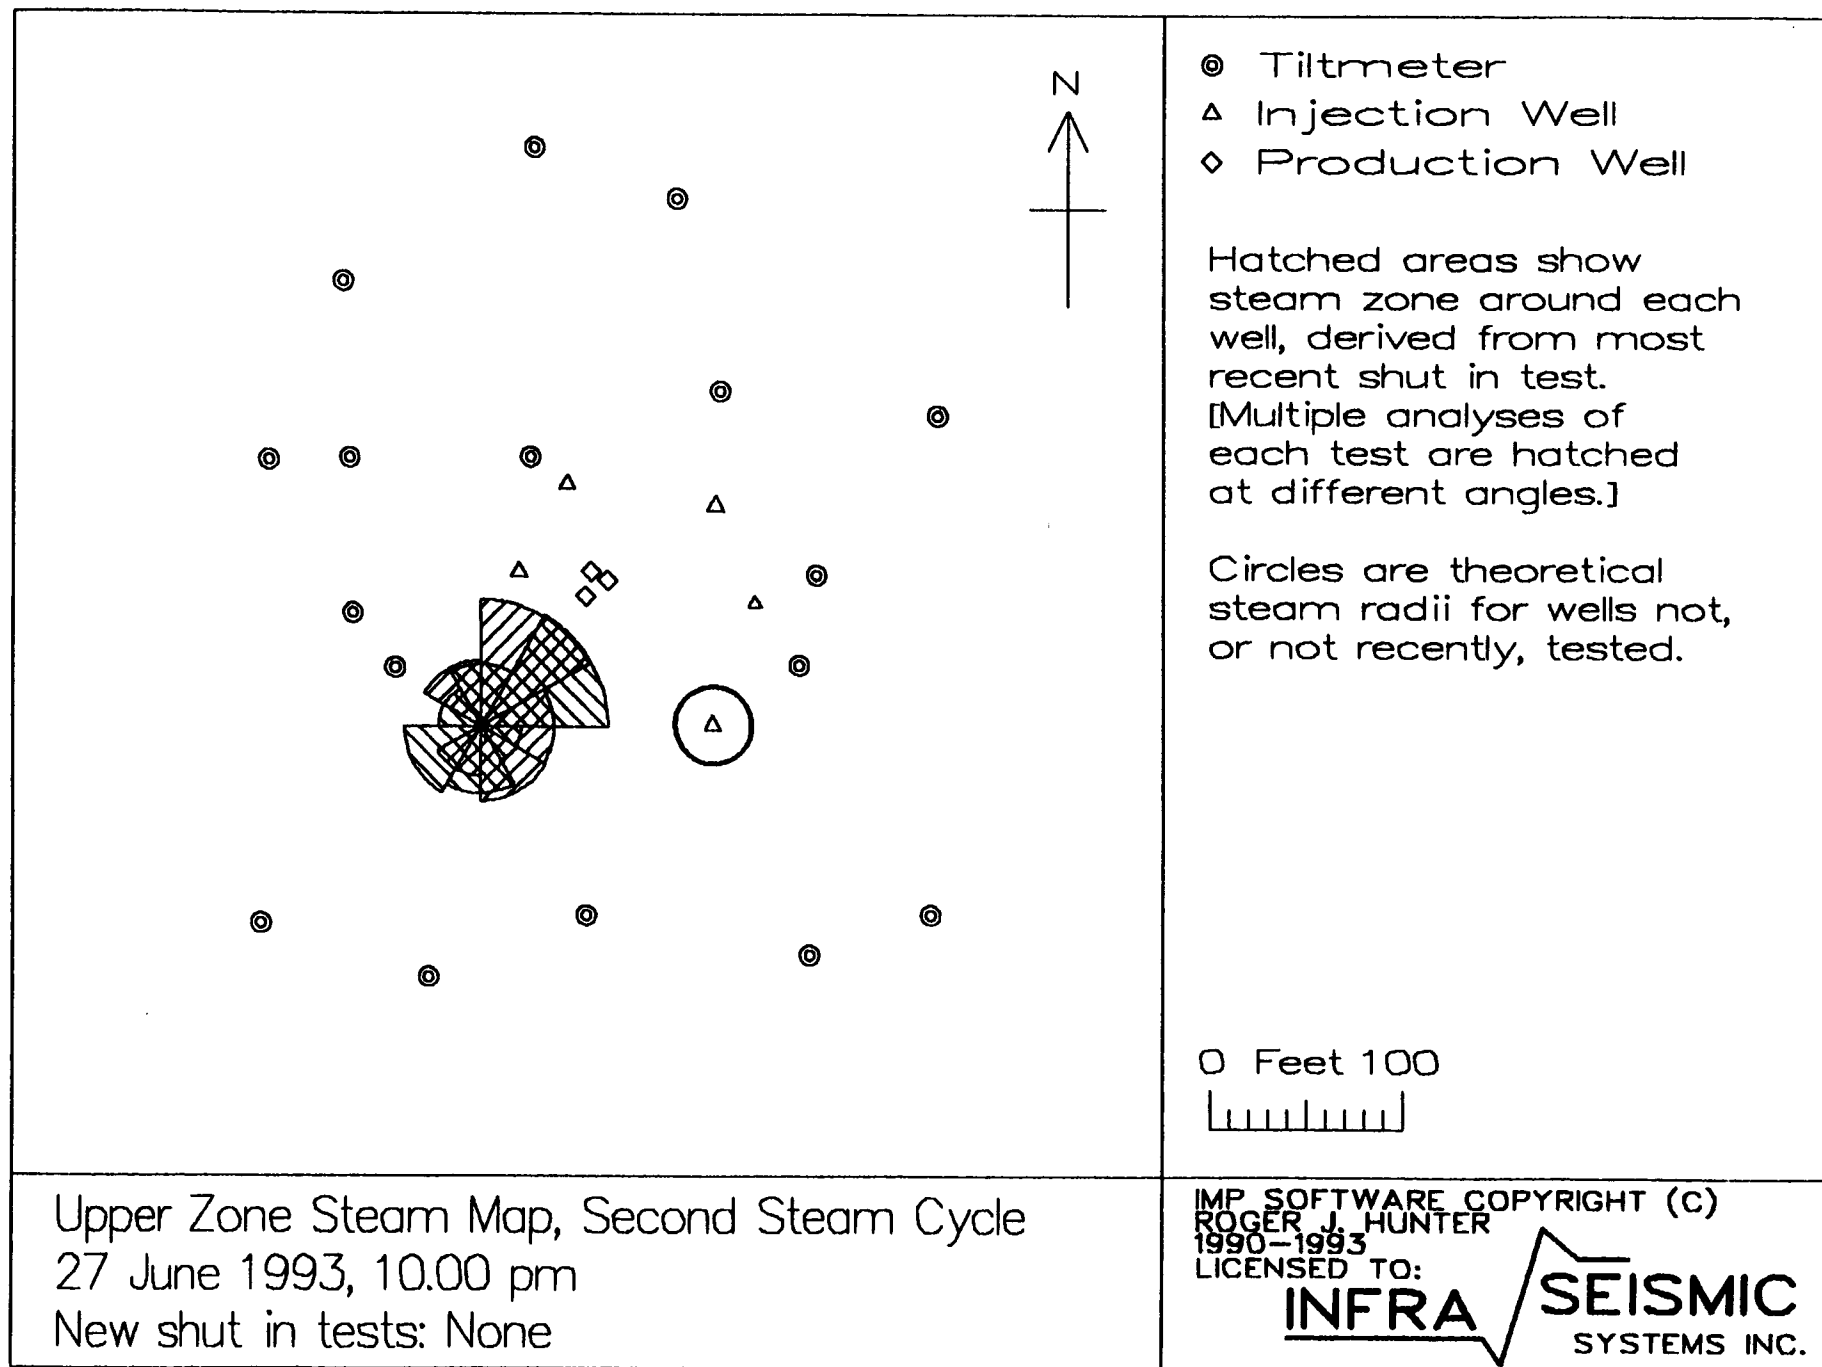 N
Tiltmeter
Injection Well
Production Well
Hatched areas show
steam zone around each
well, derived from most
recent shut in test.
[Multiple analyses of
each test are hatched
at different angles.]
Circles are theoretical
steam radii for wells not,
or not recently, tested.
0 Feet 100
Upper Zone Steam Map, Second Steam Cycle
27 June 1993, 10.00 pm
New shut in tests: None
IMP SOFTWARE COPYRIGHT (C)
ROGER J. HUNTER
1990-1993
LICENSED TO:
INFRA SEISMIC
SYSTEMS INC.